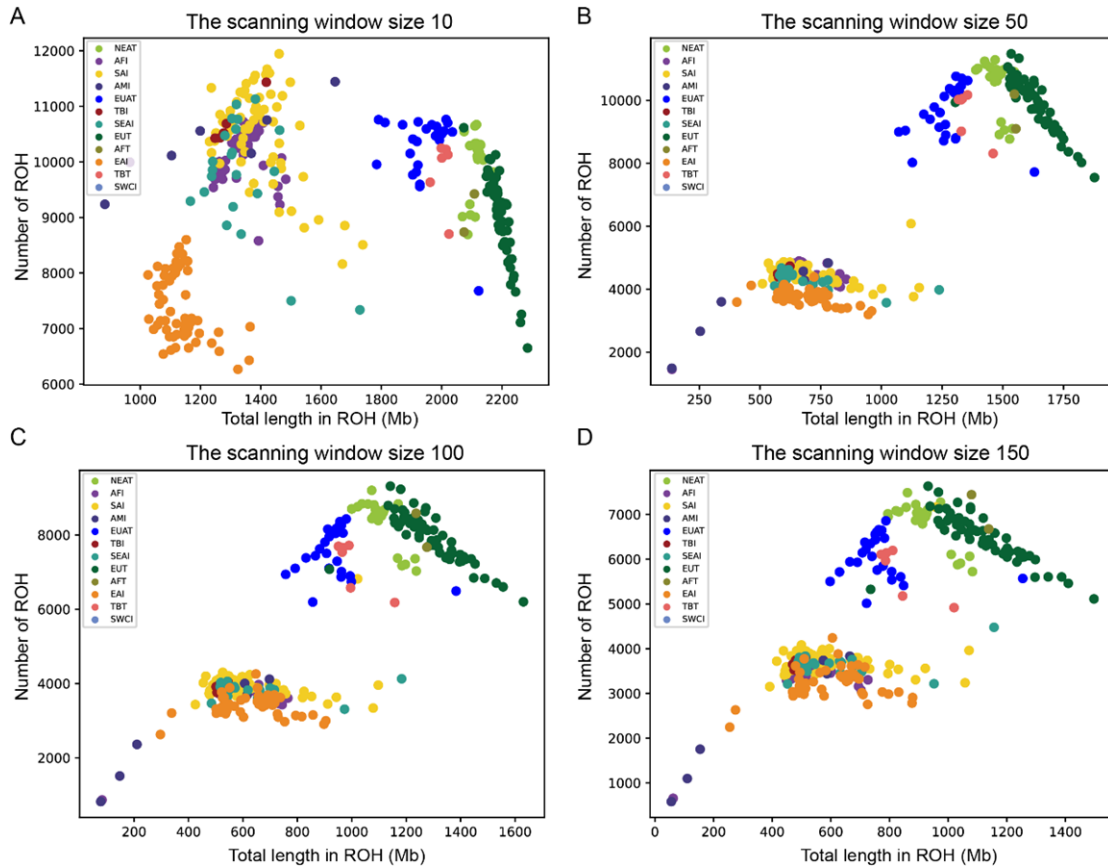 A
The scanning window size 10
Number of ROH
12000
11000
10000
9000
8000
7000
6000
NEAT
AFI
SAI
AMI
EUAT
TBI
SEAI
EUT
AFT
EAI
TBT
SWCI
1000 1200 1400 1600 1800 2000 2200
Total length in ROH (Mb)
B
The scanning window size 50
Number of ROH
10000
8000
6000
4000
2000
NEAT
AFI
SAI
AMI
EUAT
TBI
SEAI
EUT
AFT
EAI
TBT
SWCI
250 500 750 1000 1250 1500 1750
Total length in ROH (Mb)
C
The scanning window size 100
Number of ROH
8000
6000
4000
2000
NEAT
AFI
SAI
AMI
EUAT
TBI
SEAI
EUT
AFT
EAI
TBT
SWCI
200 400 600 800 1000 1200 1400 1600
Total length in ROH (Mb)
D
The scanning window size 150
Number of ROH
7000
6000
5000
4000
3000
2000
1000
NEAT
AFI
SAI
AMI
EUAT
TBI
SEAI
EUT
AFT
EAI
TBT
SWCI
0 200 400 600 800 1000 1200 1400
Total length in ROH (Mb)